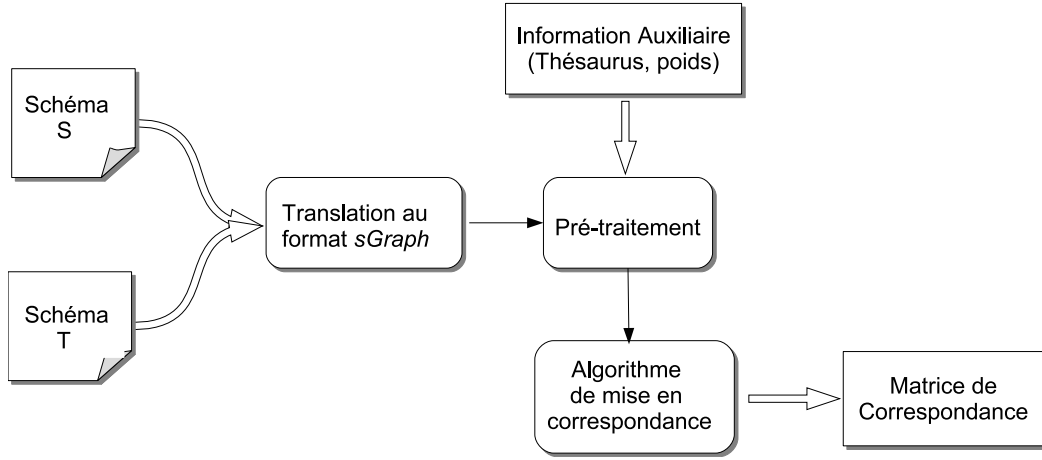 Information Auxiliaire
(Thésaurus, poids)
Schéma
S
Translation au
format sGraph
Pré-traitement
Schéma
T
Algorithme
de mise en
correspondance
Matrice de
Correspondance